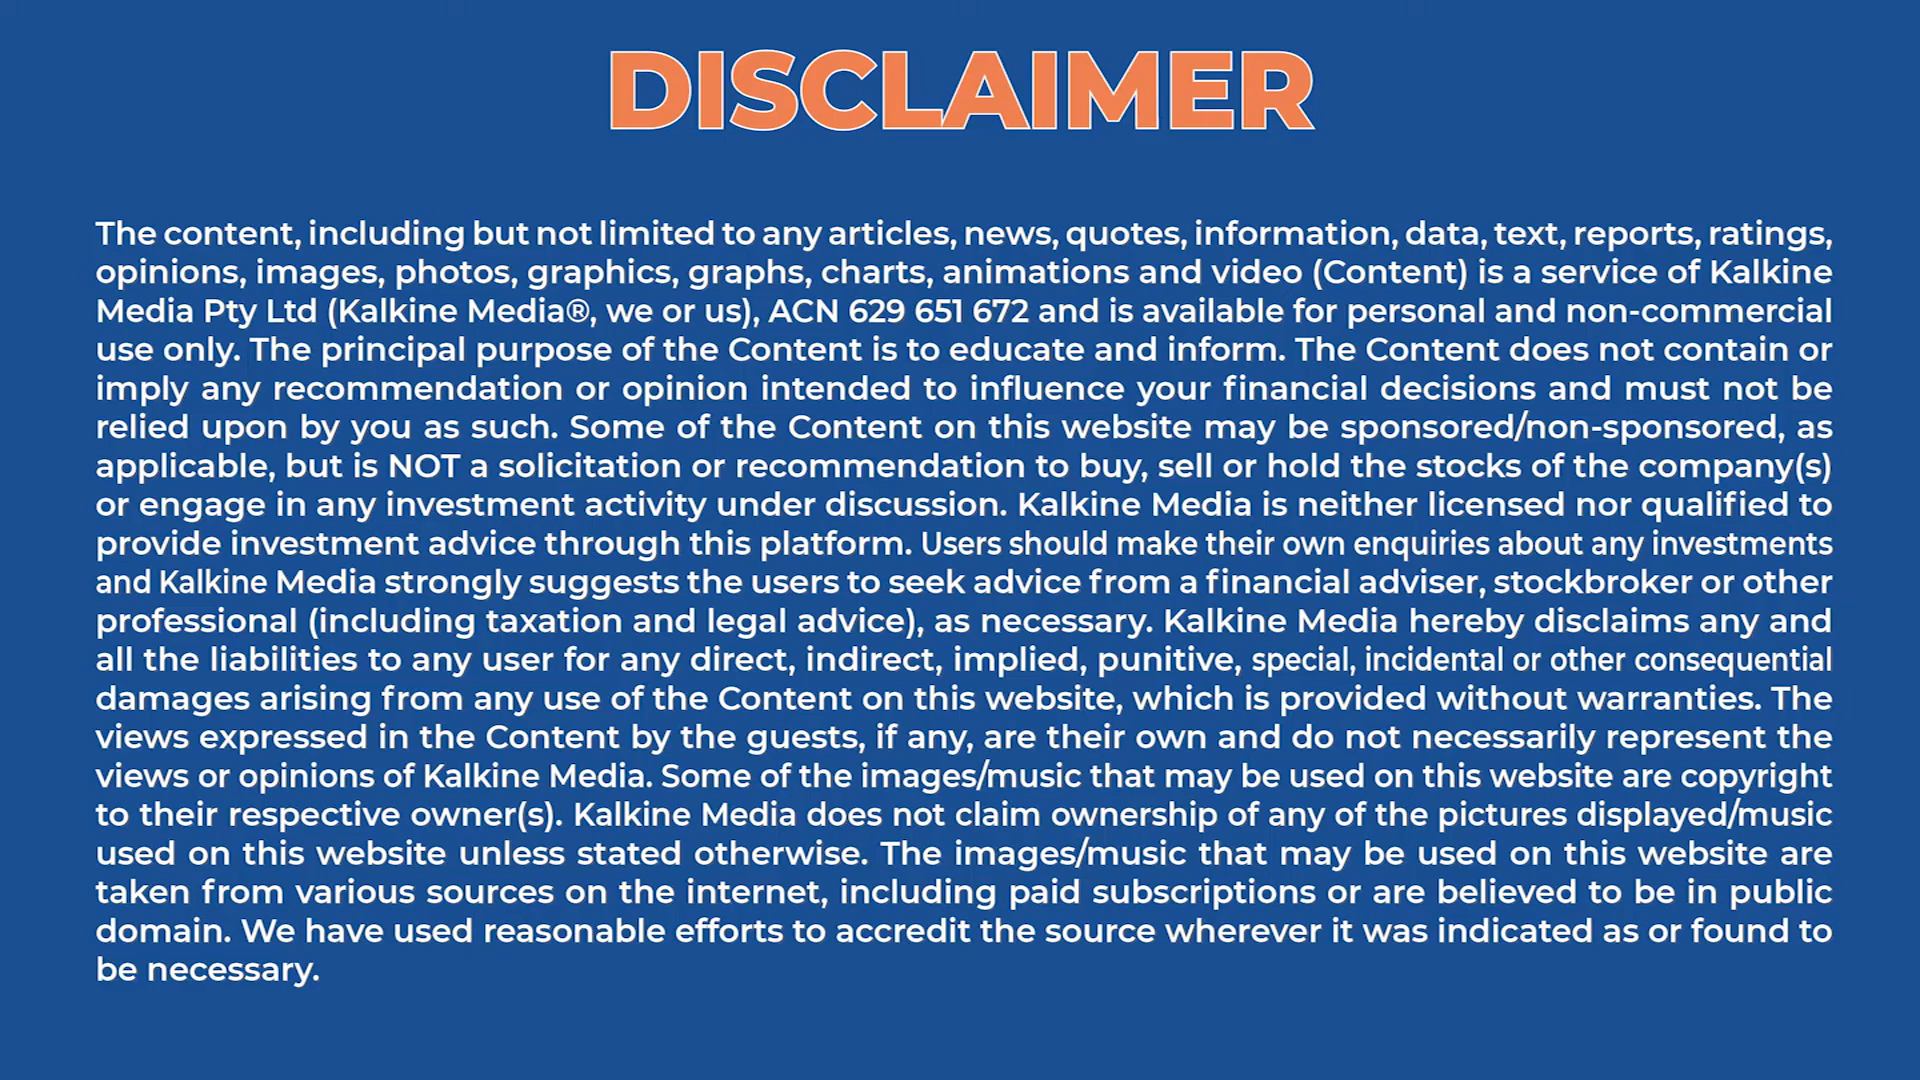 DISCLAIMER
The content, including but not limited to any articles, news, quotes, information, data, text, reports, ratings,
opinions, images, photos, graphics, graphs, charts, animations and video (Content) is a service of Kalkine
Media Pty Ltd (Kalkine Media®, we or us), ACN 629 651 672 and is available for personal and non-commercial
use only. The principal purpose of the Content is to educate and inform. The Content does not contain or
imply any recommendation or opinion intended to influence your financial decisions and must not be
relied upon by you as such. Some of the Content on this website may be sponsored/non-sponsored, as
applicable, but is NOT a solicitation or recommendation to buy, sell or hold the stocks of the company(s)
or engage in any investment activity under discussion. Kalkine Media is neither licensed nor qualified to
provide investment advice through this platform. Users should make their own enquiries about any investments
and Kalkine Media strongly suggests the users to seek advice from a financial adviser, stockbroker or other
professional (including taxation and legal advice), as necessary. Kalkine Media hereby disclaims any and
all the liabilities to any user for any direct, indirect, implied, punitive, special, incidental or other consequential
damages arising from any use of the Content on this website, which is provided without warranties. The
views expressed in the Content by the guests, if any, are their own and do not necessarily represent the
views or opinions of Kalkine Media. Some of the images/music that may be used on this website are copyright
to their respective owner(s). Kalkine Media does not claim ownership of any of the pictures displayed/music
used on this website unless stated otherwise. The images/music that may be used on this website are
taken from various sources on the internet, including paid subscriptions or are believed to be in public
domain. We have used reasonable efforts to accredit the source wherever it was indicated as or found to
be necessary.